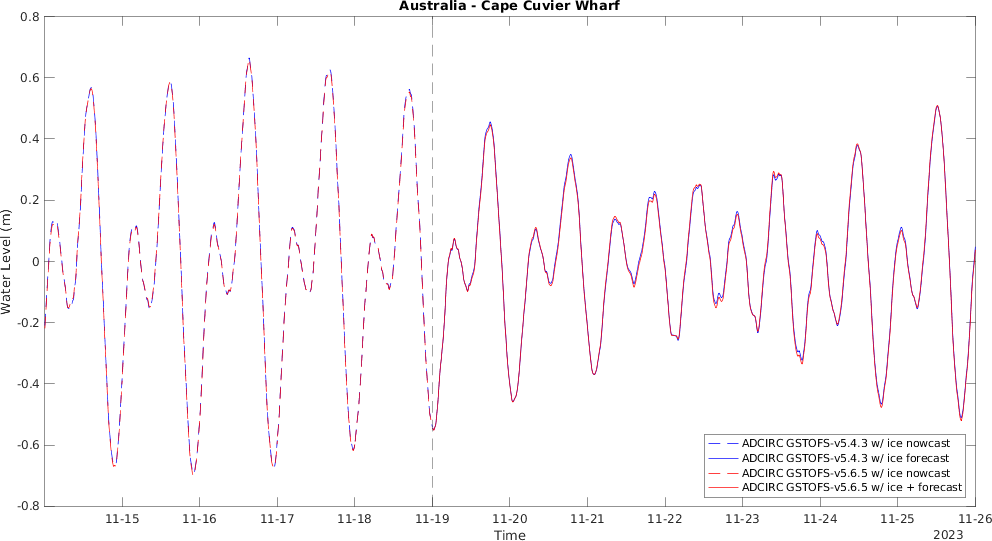 Australia - Cape Cuvier Wharf
0.8
0.6
0.4
0.2
0
-0.2
-0.4
-0.6
-0.8
Water Level (m)
ADCIRC GSTOFS-v5.4.3 w/ ice nowcast
ADCIRC GSTOFS-v5.4.3 w/ ice forecast
ADCIRC GSTOFS-v5.6.5 w/ ice nowcast
ADCIRC GSTOFS-v5.6.5 w/ ice + forecast
11-15 11-16 11-17 11-18 11-19 11-20 11-21 11-22 11-23 11-24 11-25 11-26
Time
2023